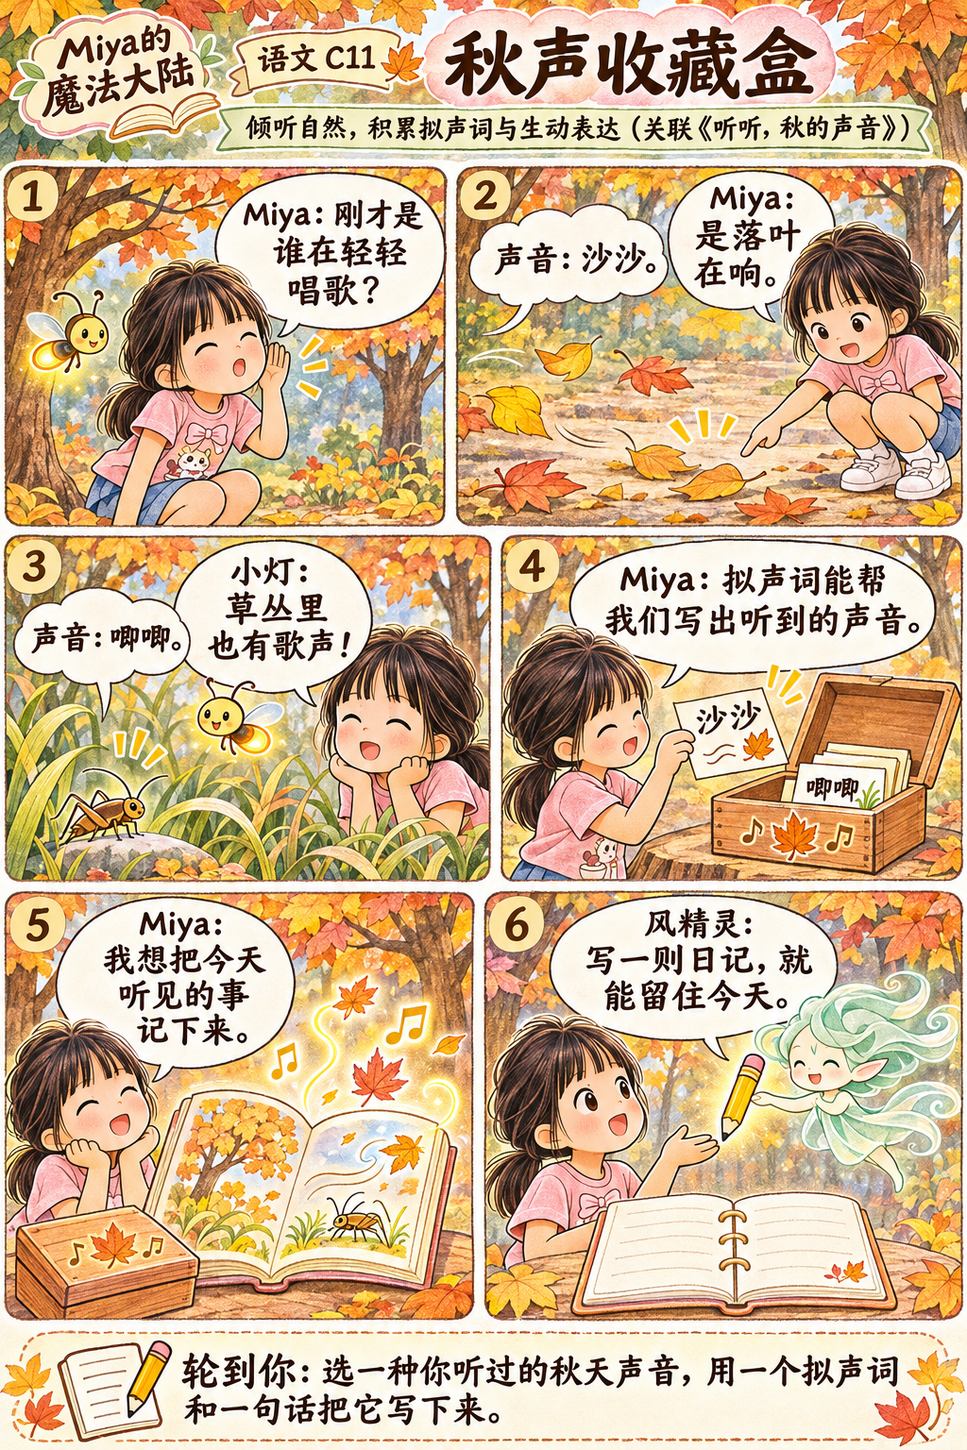 Miya的
魔法大陆
语文 C11
秋声收藏盒
倾听自然，积累拟声词与生动表达（关联《听听，秋的声音》）
1
Miya：刚才是
谁在轻轻
唱歌？
2
声音：沙沙。
Miya：
是落叶
在响。
3
声音：唧唧。
小灯：
草丛里
也有歌声！
4
Miya：拟声词能帮
我们写出听到的声音。
沙沙
唧唧
5
Miya：
我想把今天
听见的事
记下来。
6
风精灵：
写一则日记，就
能留住今天。
轮到你：选一种你听过的秋天声音，用一个拟声词
和一句话把它写下来。